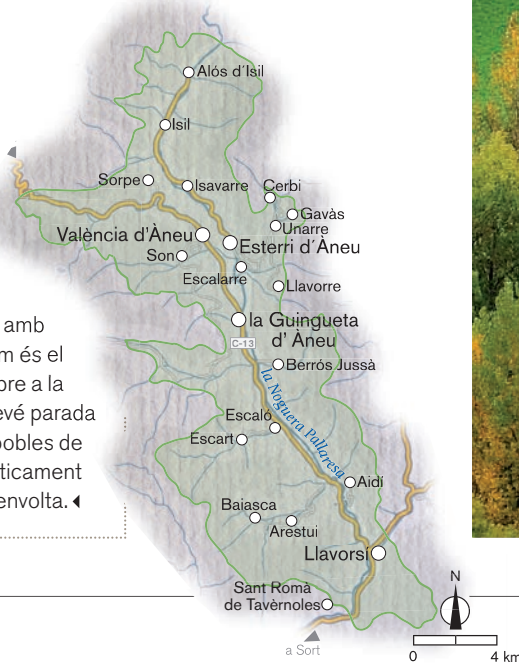 Alós d´Isil
Isil
Sorpe
Isavarre
Cerbi
Gavàs
Unarre
València d'Àneu
Esterri d´Àneu
Son
Escalarre
Llavorre
la Guingueta
d' Àneu
C-13
Berrós Jussà
la Noguera Pallaresa
Escaló
Escart
Aidí
Baiasca
Arestui
Llavorsí
Sant Romà
de Tavèrnoles
a Sort
N
0 4 km
amb
m és el
bre a la
evé parada
pobles de
ticament
envolta.